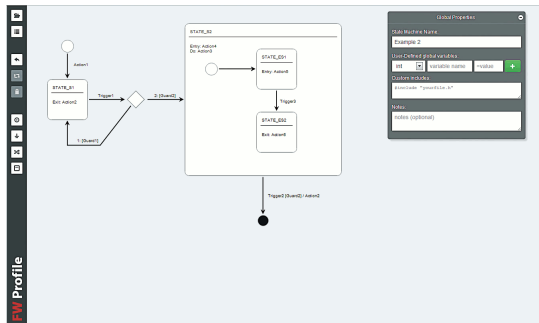 STATE_S2
Entry: Action4
Do: Action3
STATE_ES1
Entry: Action5
Action1
STATE_S1
Exit: Action2
Trigger1
2: [Guard2]
Trigger3
1: [Guard1]
STATE_ES2
Exit: Action6
Trigger2 [Guard2] / Action2
Global Properties
State Machine Name
Example 2
User-Defined global variables
int
variable name
=value
+
Custom includes
#include "yourfile.h"
Notes
notes (optional)
FW Profile